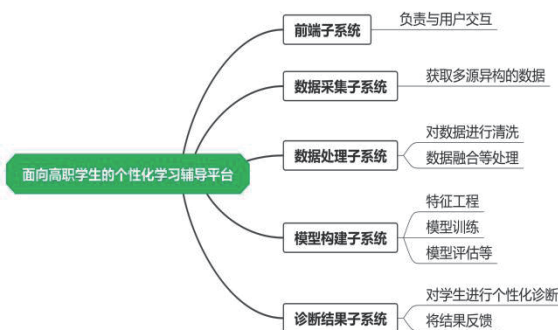 前端子系统
负责与用户交互
数据采集子系统
获取多源异构的数据
数据处理子系统
对数据进行清洗
数据融合等处理
面向高职学生的个性化学习辅导平台
模型构建子系统
特征工程
模型训练
模型评估等
诊断结果子系统
对学生进行个性化诊断
将结果反馈